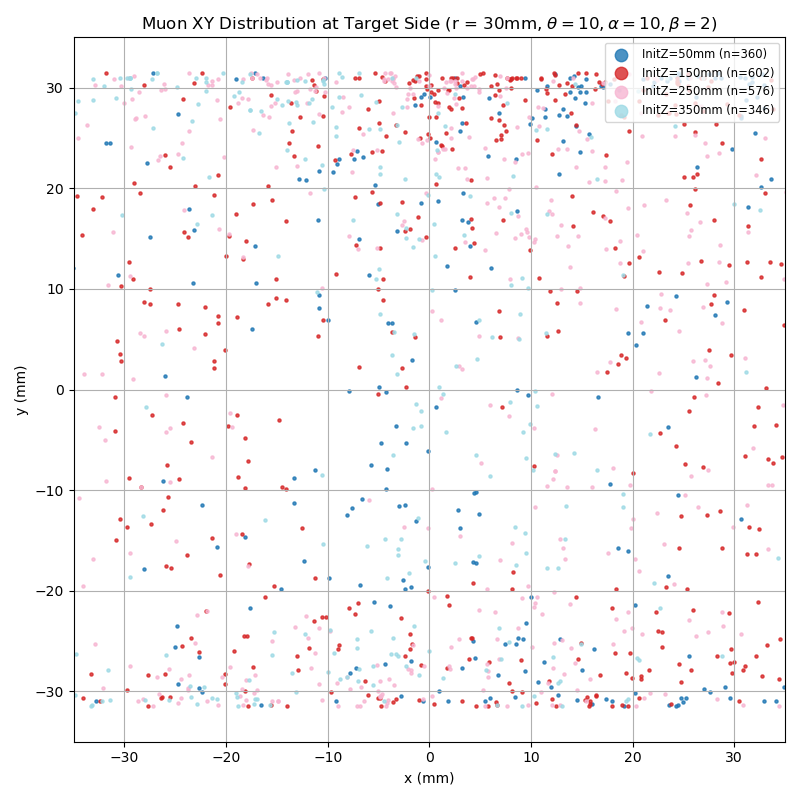 Muon XY Distribution at Target Side (r = 30mm, θ = 10, α = 10, β = 2)
InitZ=50mm (n=360)
InitZ=150mm (n=602)
InitZ=250mm (n=576)
InitZ=350mm (n=346)
y (mm)
30
20
10
0
−10
−20
−30
−30
−20
−10
0
10
20
30
x (mm)